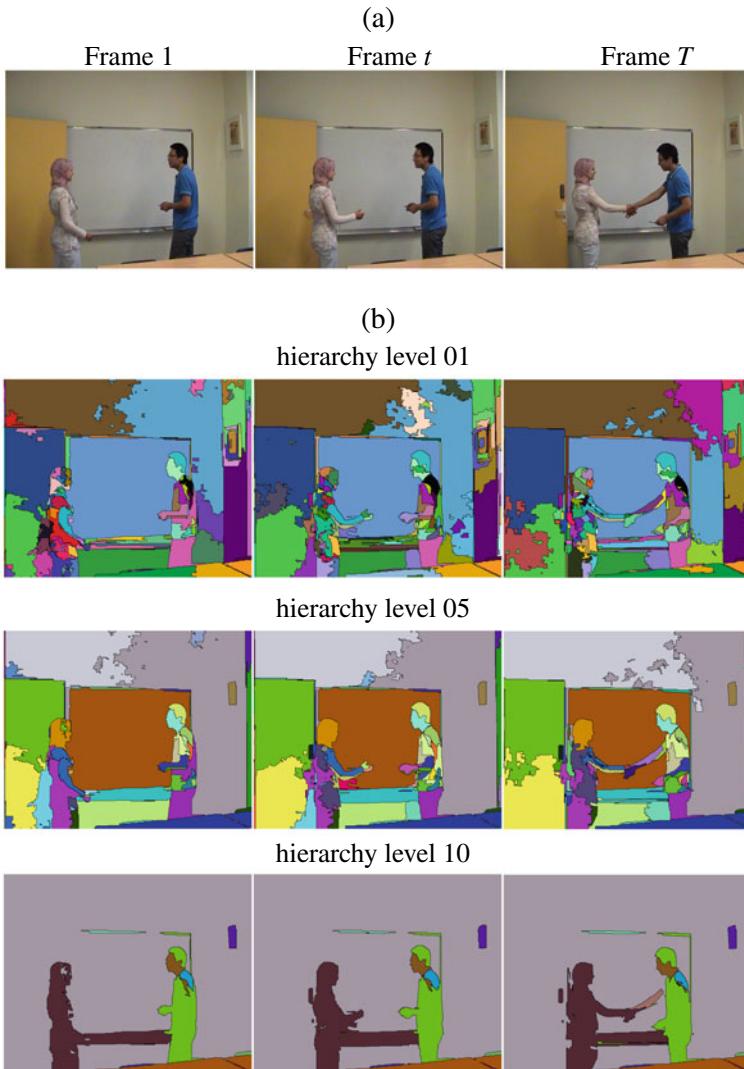 (a)
Frame 1 Frame t Frame T
(b)
hierarchy level 01
hierarchy level 05
hierarchy level 10